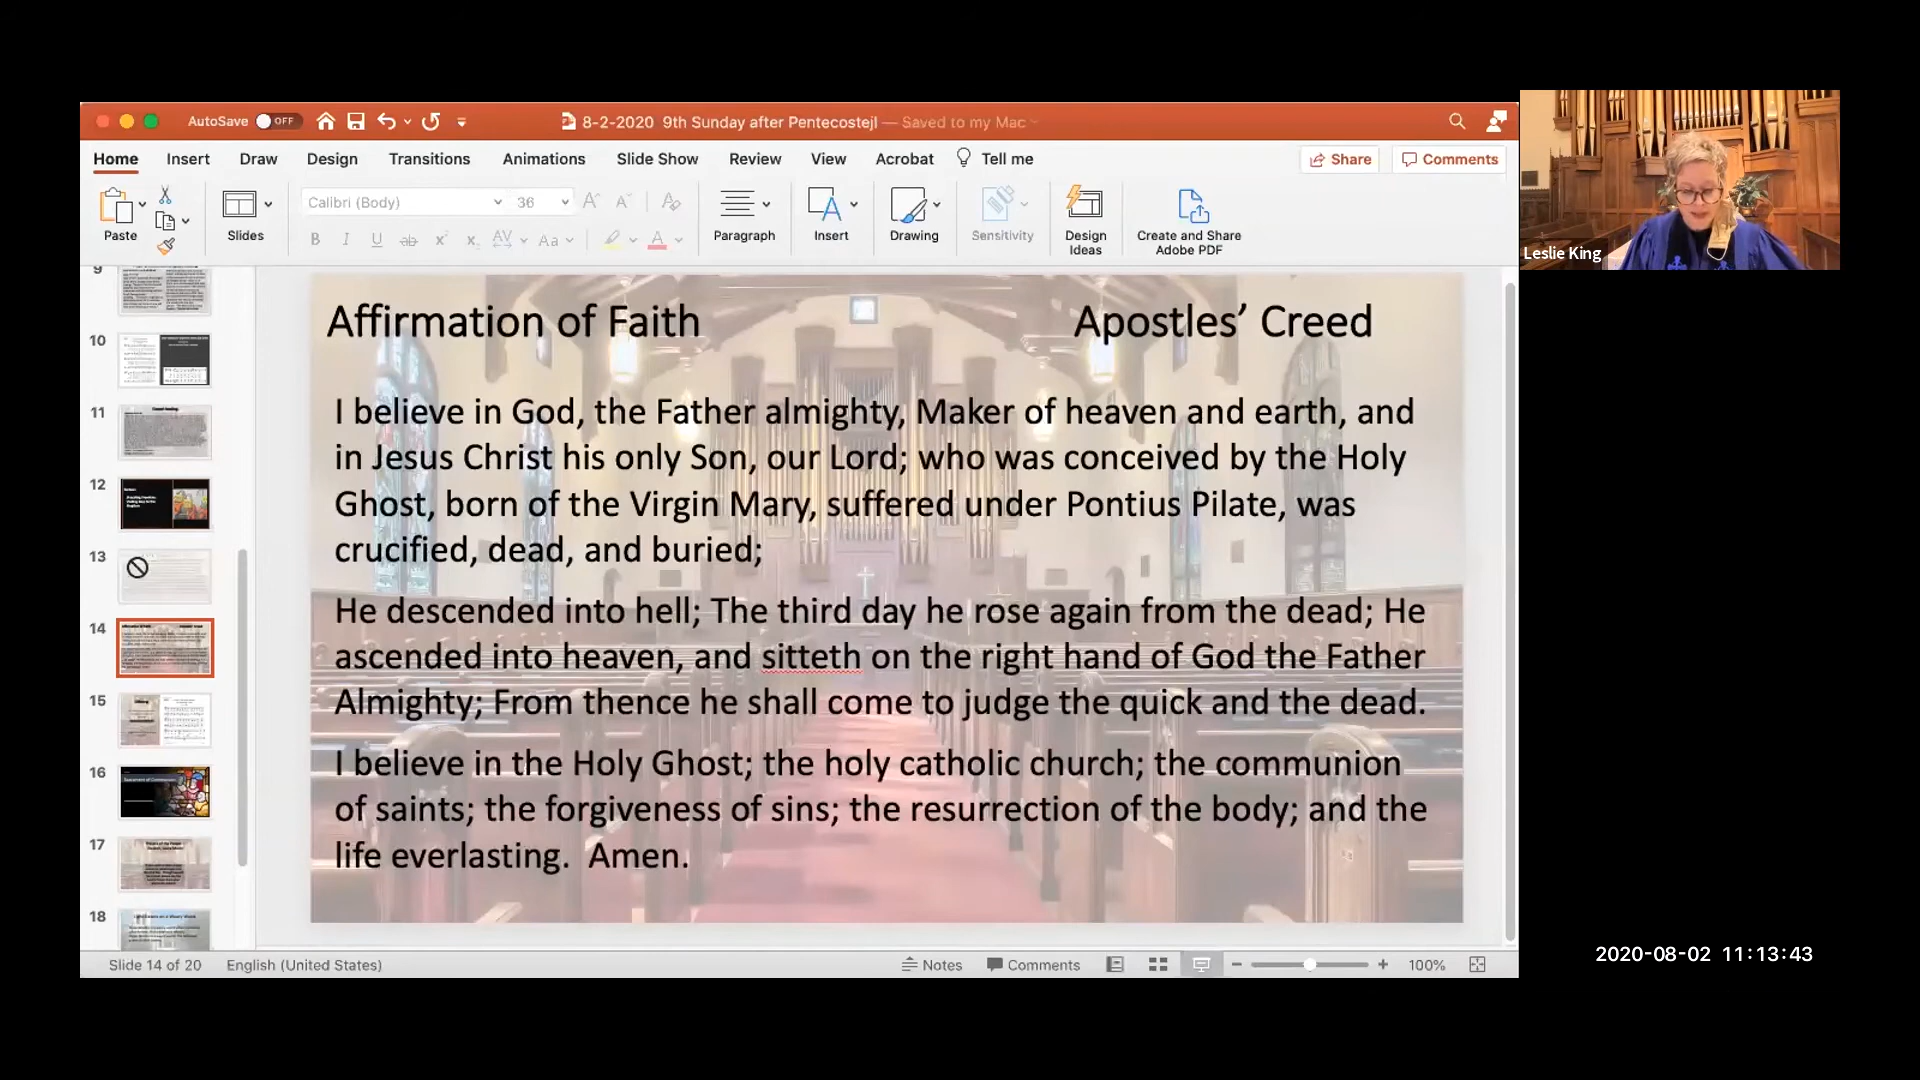 AutoSave OFF
8-2-2020 9th Sunday after Pentecostejl — Saved to my Mac
Home Insert Draw Design Transitions Animations Slide Show Review View Acrobat Tell me
Share Comments
Calibri (Body) 36
Paste Slides Paragraph Insert Drawing Sensitivity Design Ideas Create and Share Adobe PDF
Leslie King
9
10
11
12
13
14
15
16
17
18
Affirmation of Faith Apostles’ Creed
I believe in God, the Father almighty, Maker of heaven and earth, and
in Jesus Christ his only Son, our Lord; who was conceived by the Holy
Ghost, born of the Virgin Mary, suffered under Pontius Pilate, was
crucified, dead, and buried;
He descended into hell; The third day he rose again from the dead; He
ascended into heaven, and sitteth on the right hand of God the Father
Almighty; From thence he shall come to judge the quick and the dead.
I believe in the Holy Ghost; the holy catholic church; the communion
of saints; the forgiveness of sins; the resurrection of the body; and the
life everlasting. Amen.
Slide 14 of 20 English (United States) Notes Comments 100%
2020-08-02 11:13:43